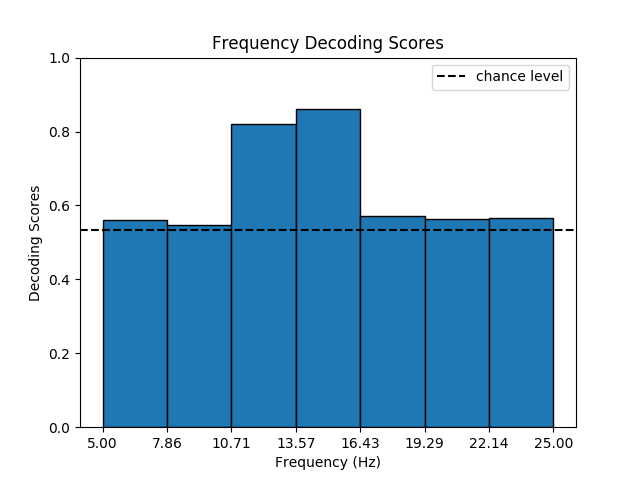 Frequency Decoding Scores
chance level
1.0
0.8
0.6
0.4
0.2
0.0
Decoding Scores
5.00 7.86 10.71 13.57 16.43 19.29 22.14 25.00
Frequency (Hz)